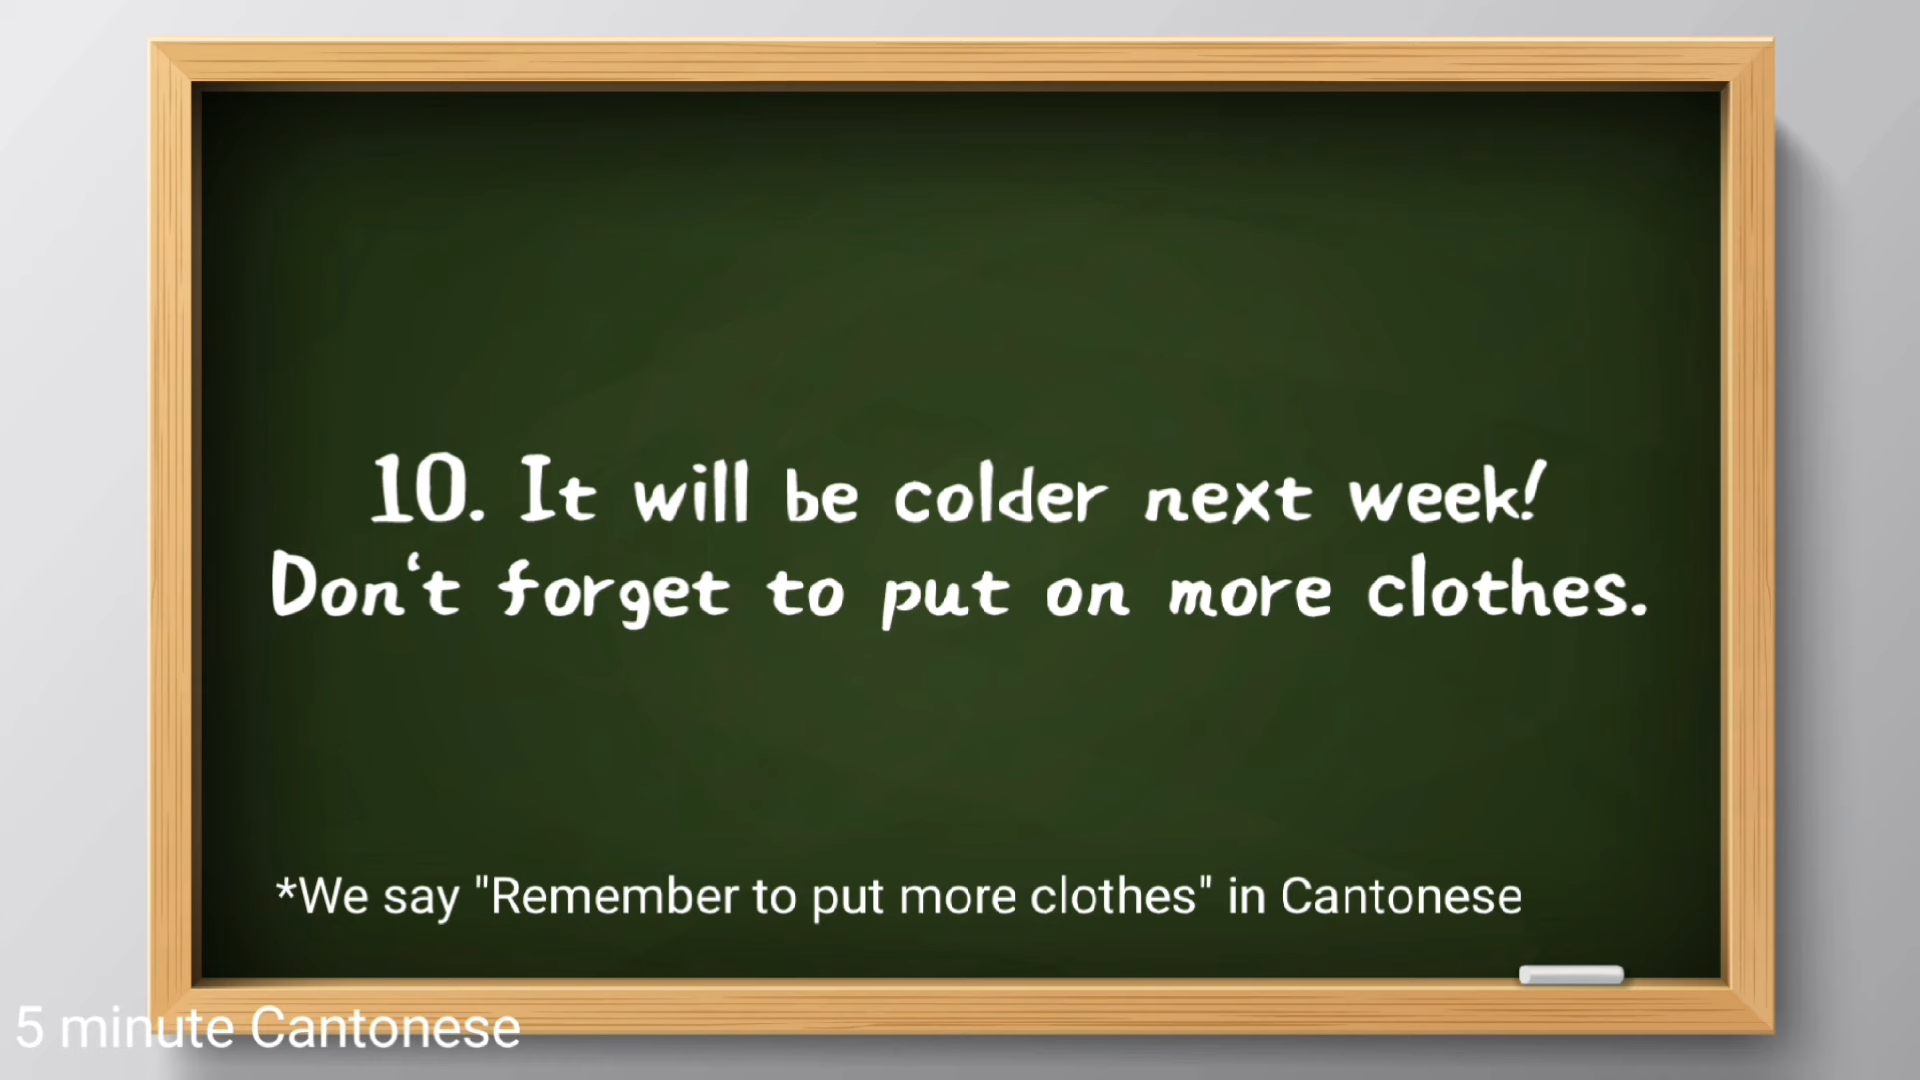 10. It will be colder next week!
Don't forget to put on more clothes.
*We say "Remember to put more clothes" in Cantonese
5 minute Cantonese